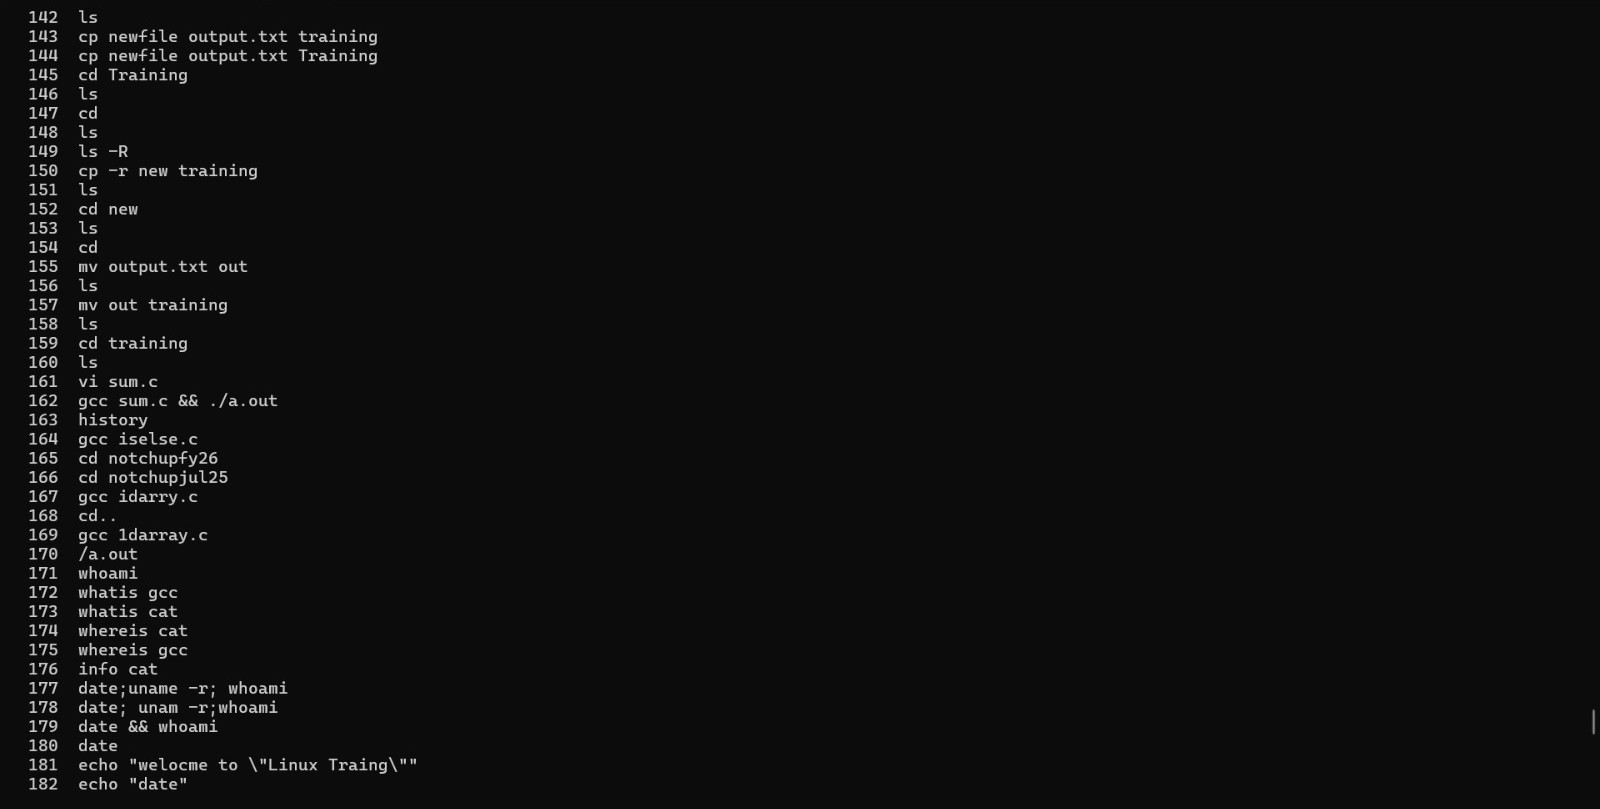 142 ls
143 cp newfile output.txt training
144 cp newfile output.txt Training
145 cd Training
146 ls
147 cd
148 ls
149 ls -R
150 cp -r new training
151 ls
152 cd new
153 ls
154 cd
155 mv output.txt out
156 ls
157 mv out training
158 ls
159 cd training
160 ls
161 vi sum.c
162 gcc sum.c && ./a.out
163 history
164 gcc iselse.c
165 cd notchupfy26
166 cd notchupjul25
167 gcc idarry.c
168 cd..
169 gcc 1darray.c
170 /a.out
171 whoami
172 whatis gcc
173 whatis cat
174 whereis cat
175 whereis gcc
176 info cat
177 date;uname -r; whoami
178 date; unam -r;whoami
179 date && whoami
180 date
181 echo "welocme to \"Linux Traing\""
182 echo "date"